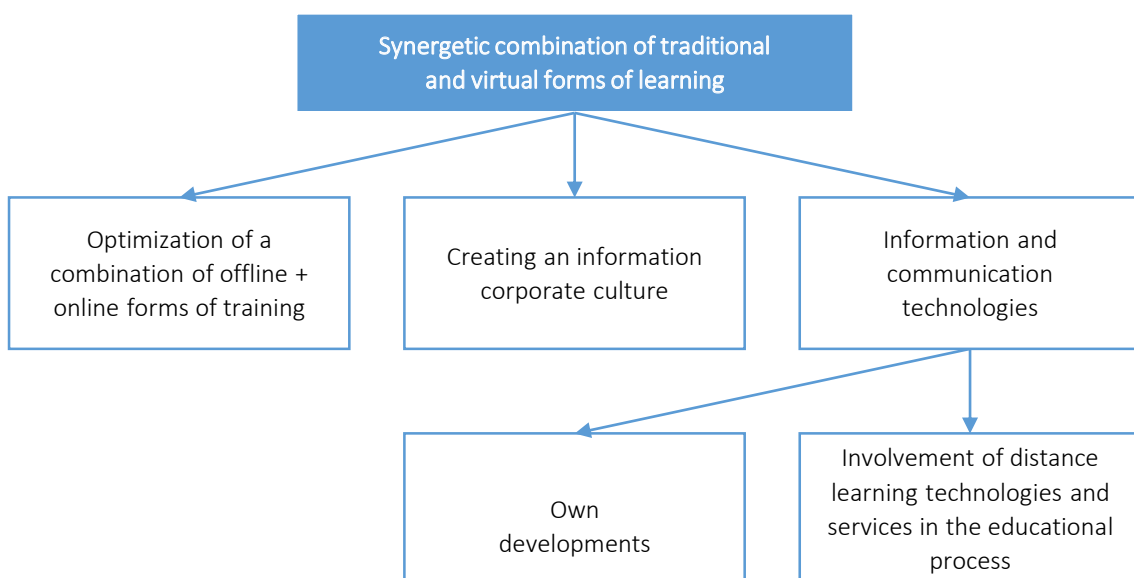 Synergetic combination of traditional
and virtual forms of learning
Optimization of a
combination of offline +
online forms of training
Creating an information
corporate culture
Information and
communication
technologies
Own
developments
Involvement of distance
learning technologies and
services in the educational
process